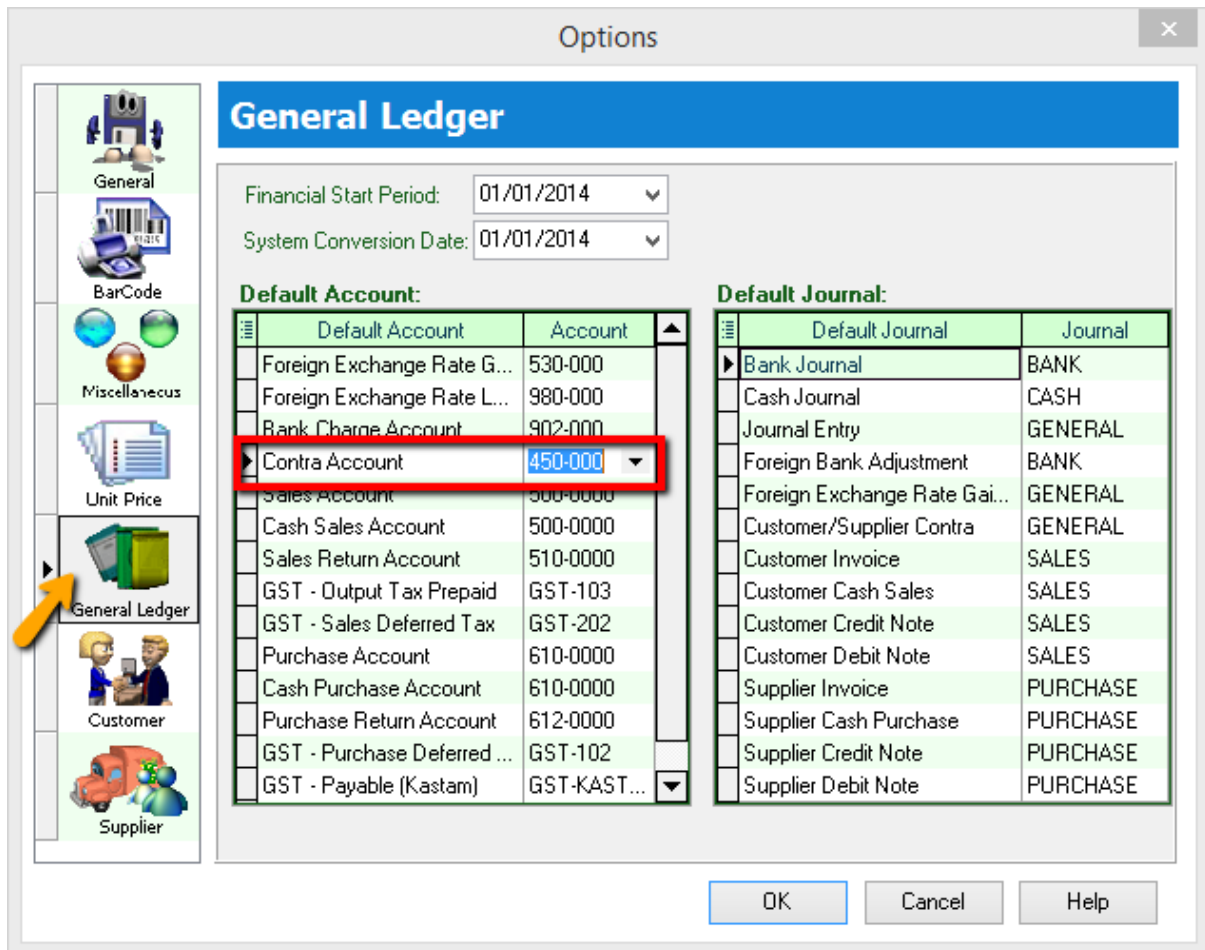 Options
General
BarCode
Miscellanecus
Unit Price
General Ledger
Customer
Supplier
General Ledger
Financial Start Period: 01/01/2014
System Conversion Date: 01/01/2014
Default Account:
Default Account Account
Foreign Exchange Rate G... 530-000
Foreign Exchange Rate L... 980-000
Bank Charge Account 902-000
Contra Account 450-000
Sales Account 500-0000
Cash Sales Account 500-0000
Sales Return Account 510-0000
GST - Output Tax Prepaid GST-103
GST - Sales Deferred Tax GST-202
Purchase Account 610-0000
Cash Purchase Account 610-0000
Purchase Return Account 612-0000
GST - Purchase Deferred ... GST-102
GST - Payable (Kastam) GST-KAST...
Default Journal:
Default Journal Journal
Bank Journal BANK
Cash Journal CASH
Journal Entry GENERAL
Foreign Bank Adjustment BANK
Foreign Exchange Rate Gai... GENERAL
Customer/Supplier Contra GENERAL
Customer Invoice SALES
Customer Cash Sales SALES
Customer Credit Note SALES
Customer Debit Note SALES
Supplier Invoice PURCHASE
Supplier Cash Purchase PURCHASE
Supplier Credit Note PURCHASE
Supplier Debit Note PURCHASE
OK Cancel Help